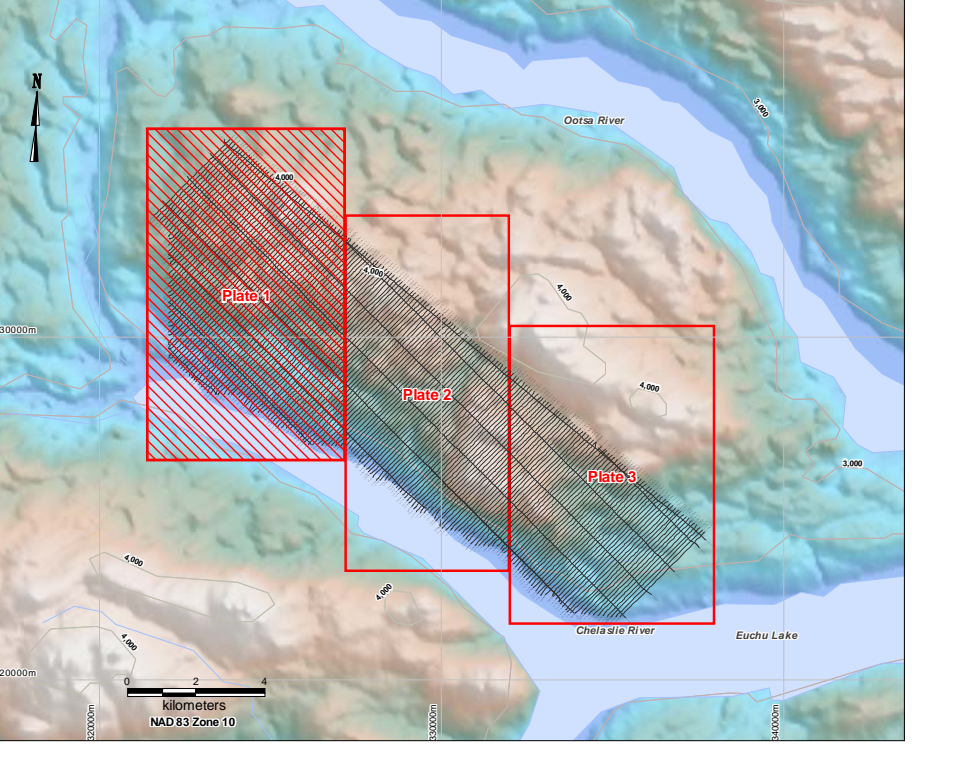 N
Ootsa River
3,000
4,000
4,000
4,000
Plate 1
30000m
4,000
Plate 2
3,000
Plate 3
4,000
4,000
4,000
Chelaslie River
Euchu Lake
20000m
0 2 4
kilometers
NAD 83 Zone 10
320000m
330000m
340000m